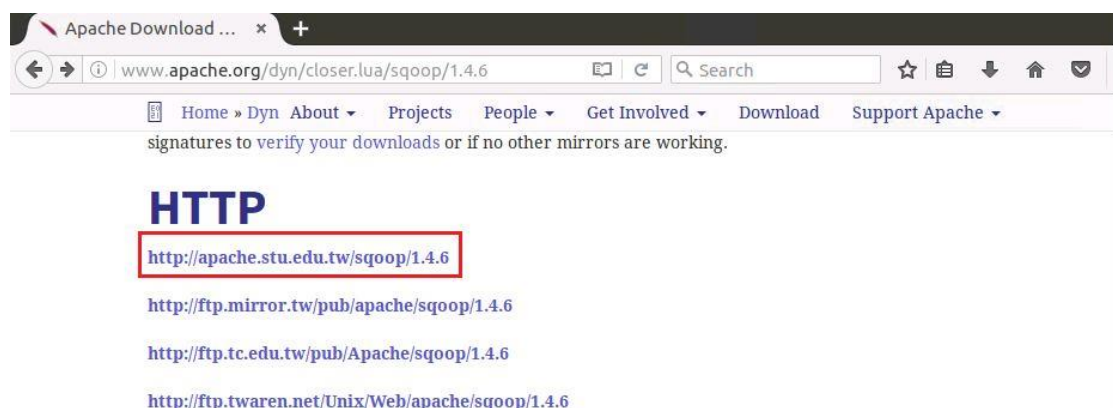 Apache Download ... × +
www.apache.org/dyn/closer.lua/sqoop/1.4.6 Search
Home » Dyn About Projects People Get Involved Download Support Apache
signatures to verify your downloads or if no other mirrors are working.
HTTP
http://apache.stu.edu.tw/sqoop/1.4.6
http://ftp.mirror.tw/pub/apache/sqoop/1.4.6
http://ftp.tc.edu.tw/pub/Apache/sqoop/1.4.6
http://ftp.twaren.net/Unix/Web/apache/sqoop/1.4.6